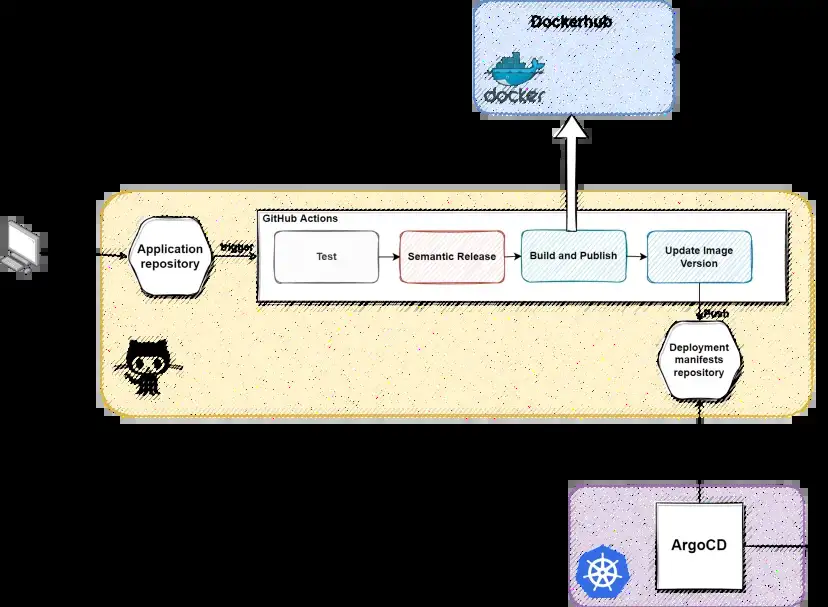 Dockerhub
docker
GitHub Actions
Application
repository
trigger
Test
Semantic Release
Build and Publish
Update Image
Version
Push
Deployment
manifests
repository
ArgoCD